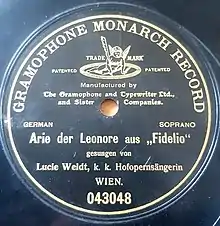 GRAMOPHONE MONARCH RECORD
TRADE MARK
PATENTED PATENTED
Manufactured by
The Gramophone and Typewriter Ltd.,
and Sister Companies.
GERMAN SOPRANO
Arie der Leonore aus „Fidelio"
gesungen von
Lucie Weidt, k. k. Hofopernsängerin
WIEN.
043048